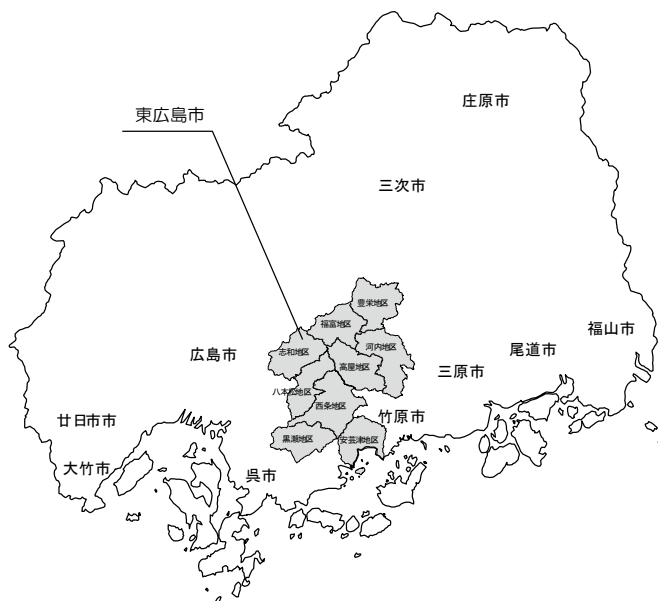 庄原市
東広島市
三次市
豊栄地区
福富地区
福山市
河内地区
尾道市
志和地区
広島市
高屋地区
三原市
八本松地区
西条地区
竹原市
廿日市市
黒瀬地区
安芸津地区
大竹市
呉市